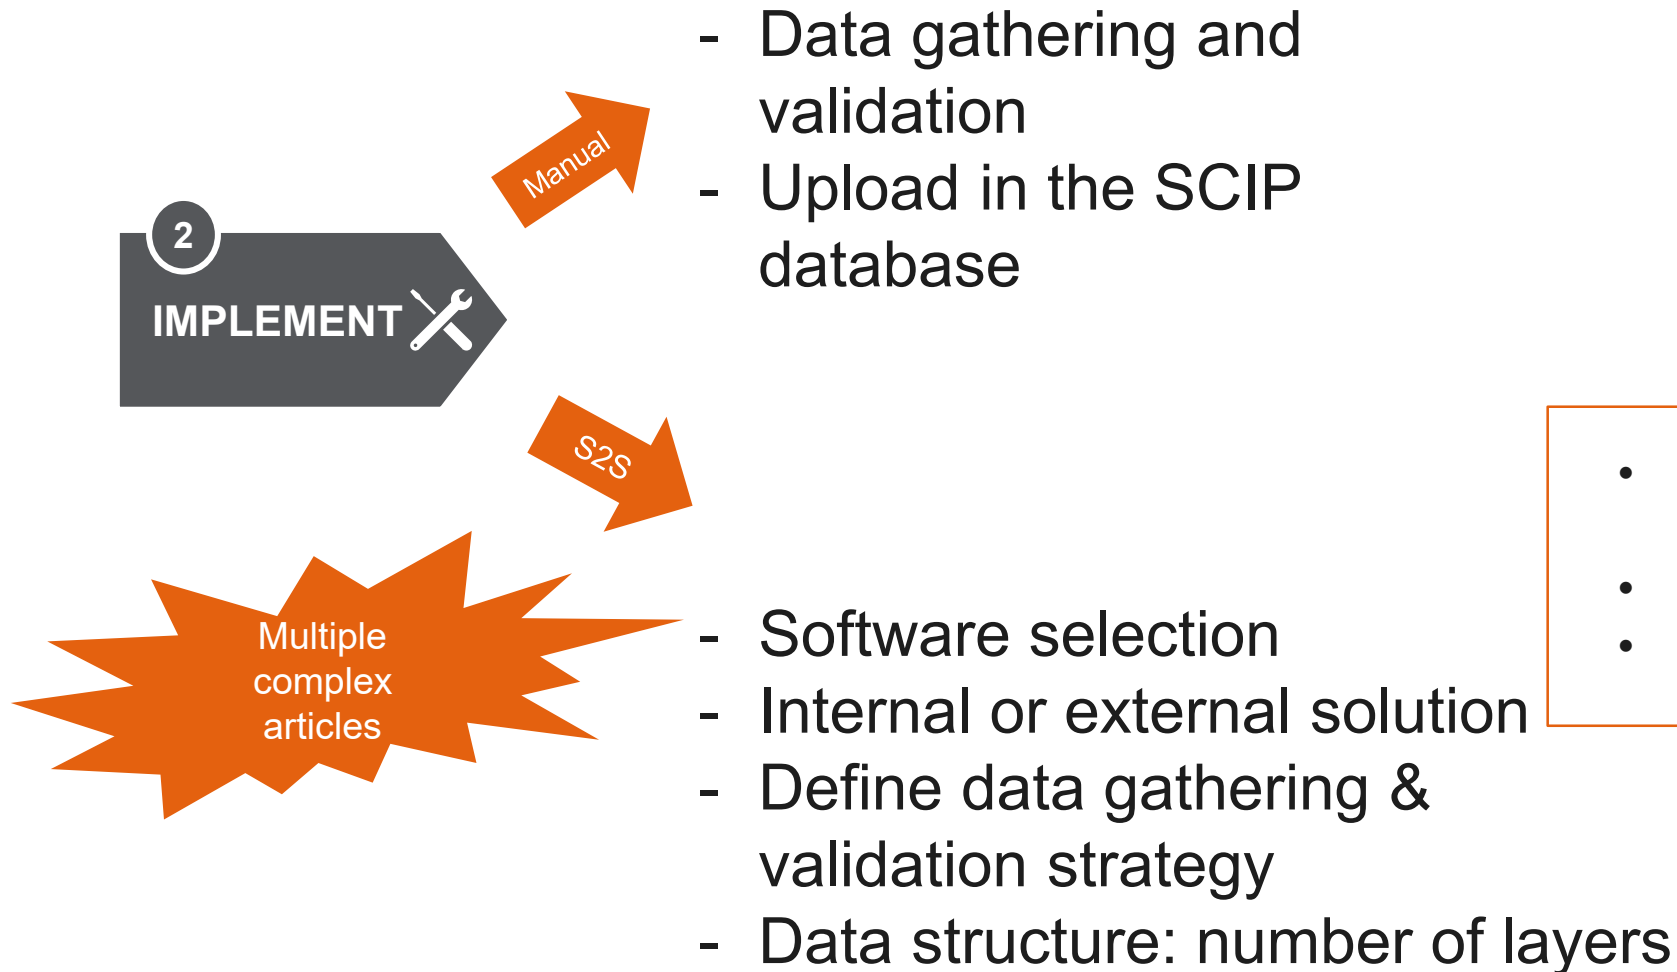 - Data gathering and
validation
- Upload in the SCIP
database
Manual
2
IMPLEMENT
S2S
Multiple
complex
articles
- Software selection
- Internal or external solution
- Define data gathering &
validation strategy
- Data structure: number of layers
•
•
•